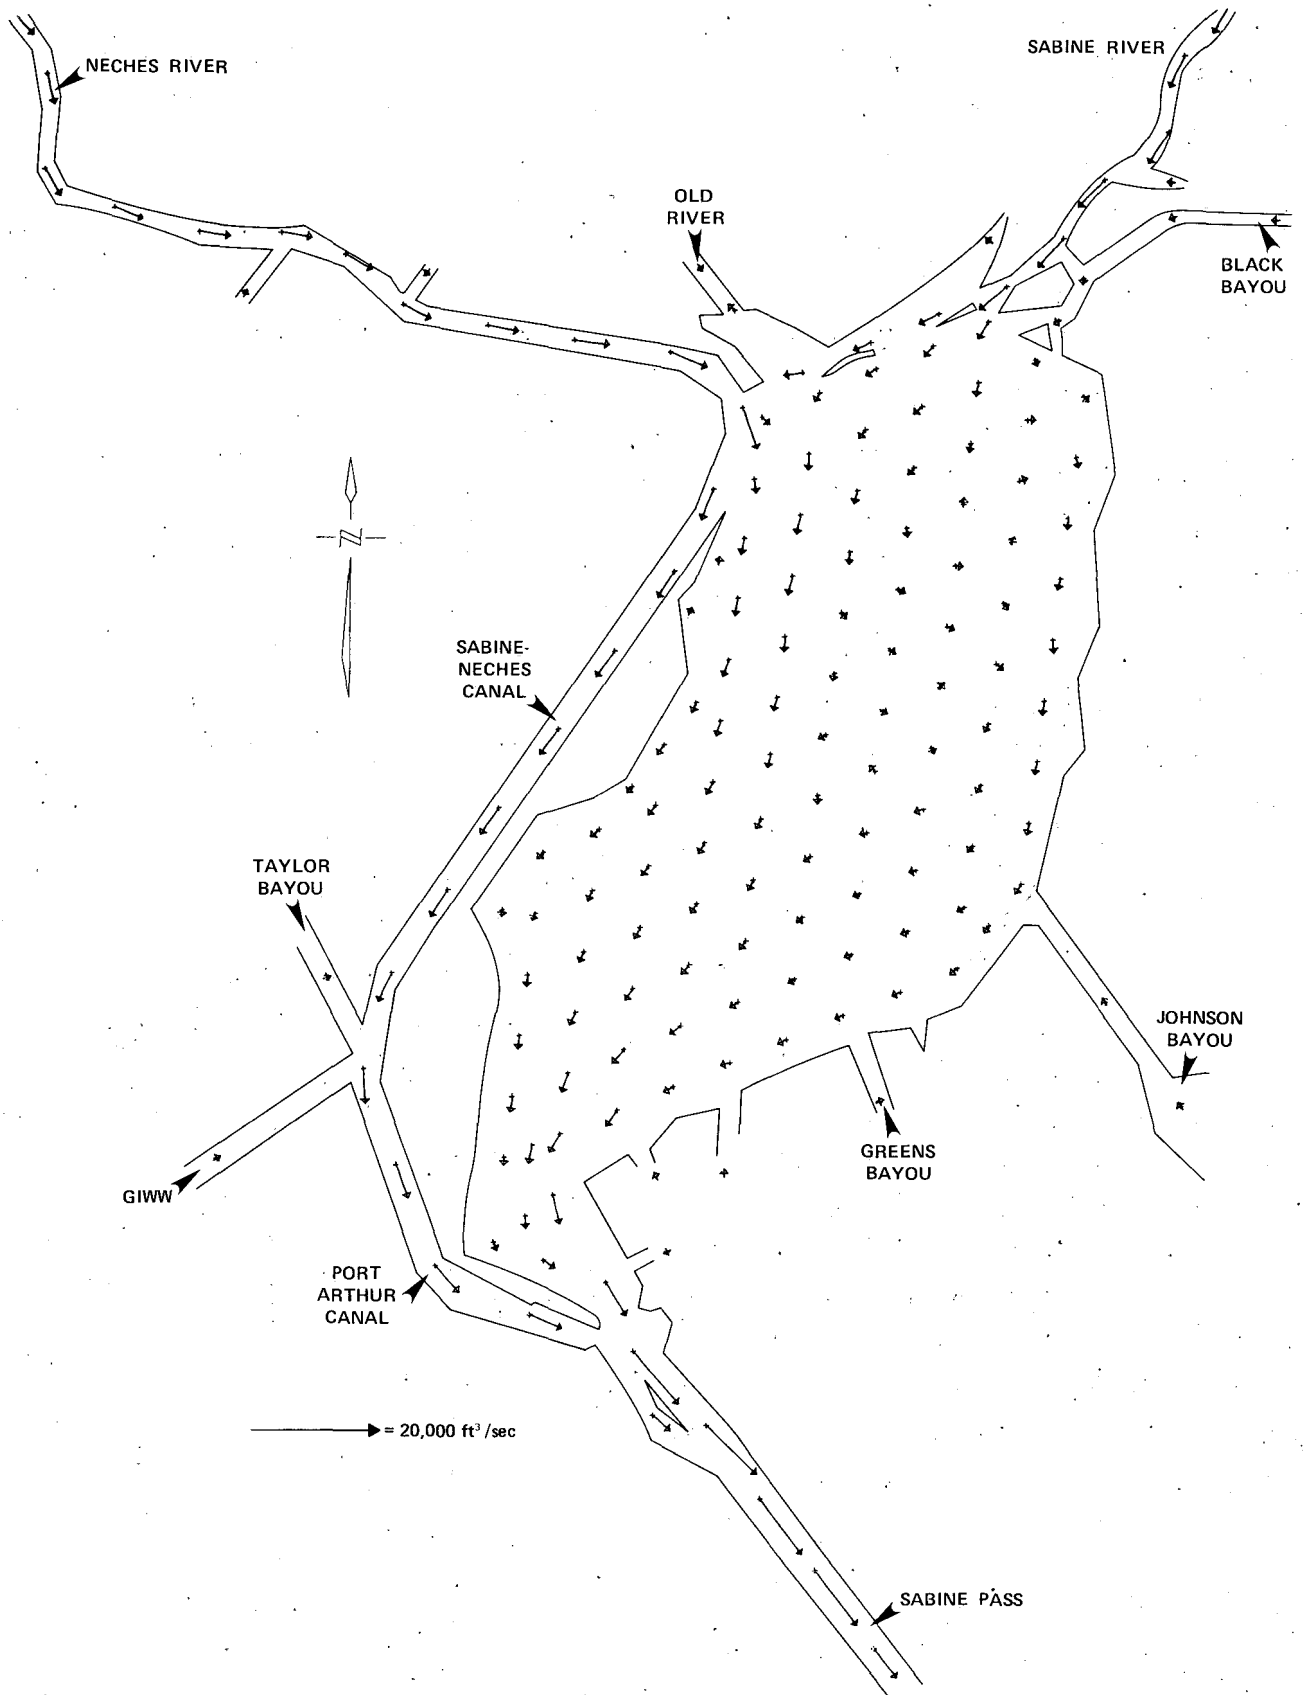 NECHES RIVER
SABINE RIVER
OLD
RIVER
BLACK
BAYOU
N
SABINE-
NECHES
CANAL
TAYLOR
BAYOU
JOHNSON
BAYOU
GREENS
BAYOU
GIWW
PORT
ARTHUR
CANAL
= 20,000 ft³/sec
SABINE PASS